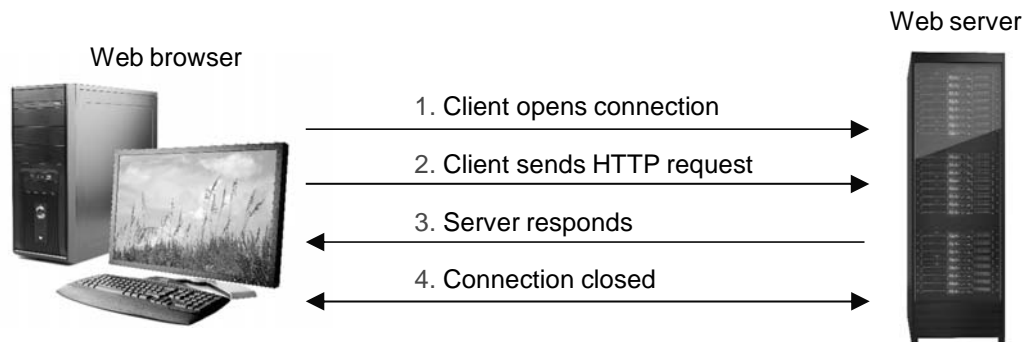 Web server
Web browser
1. Client opens connection
2. Client sends HTTP request
3. Server responds
4. Connection closed